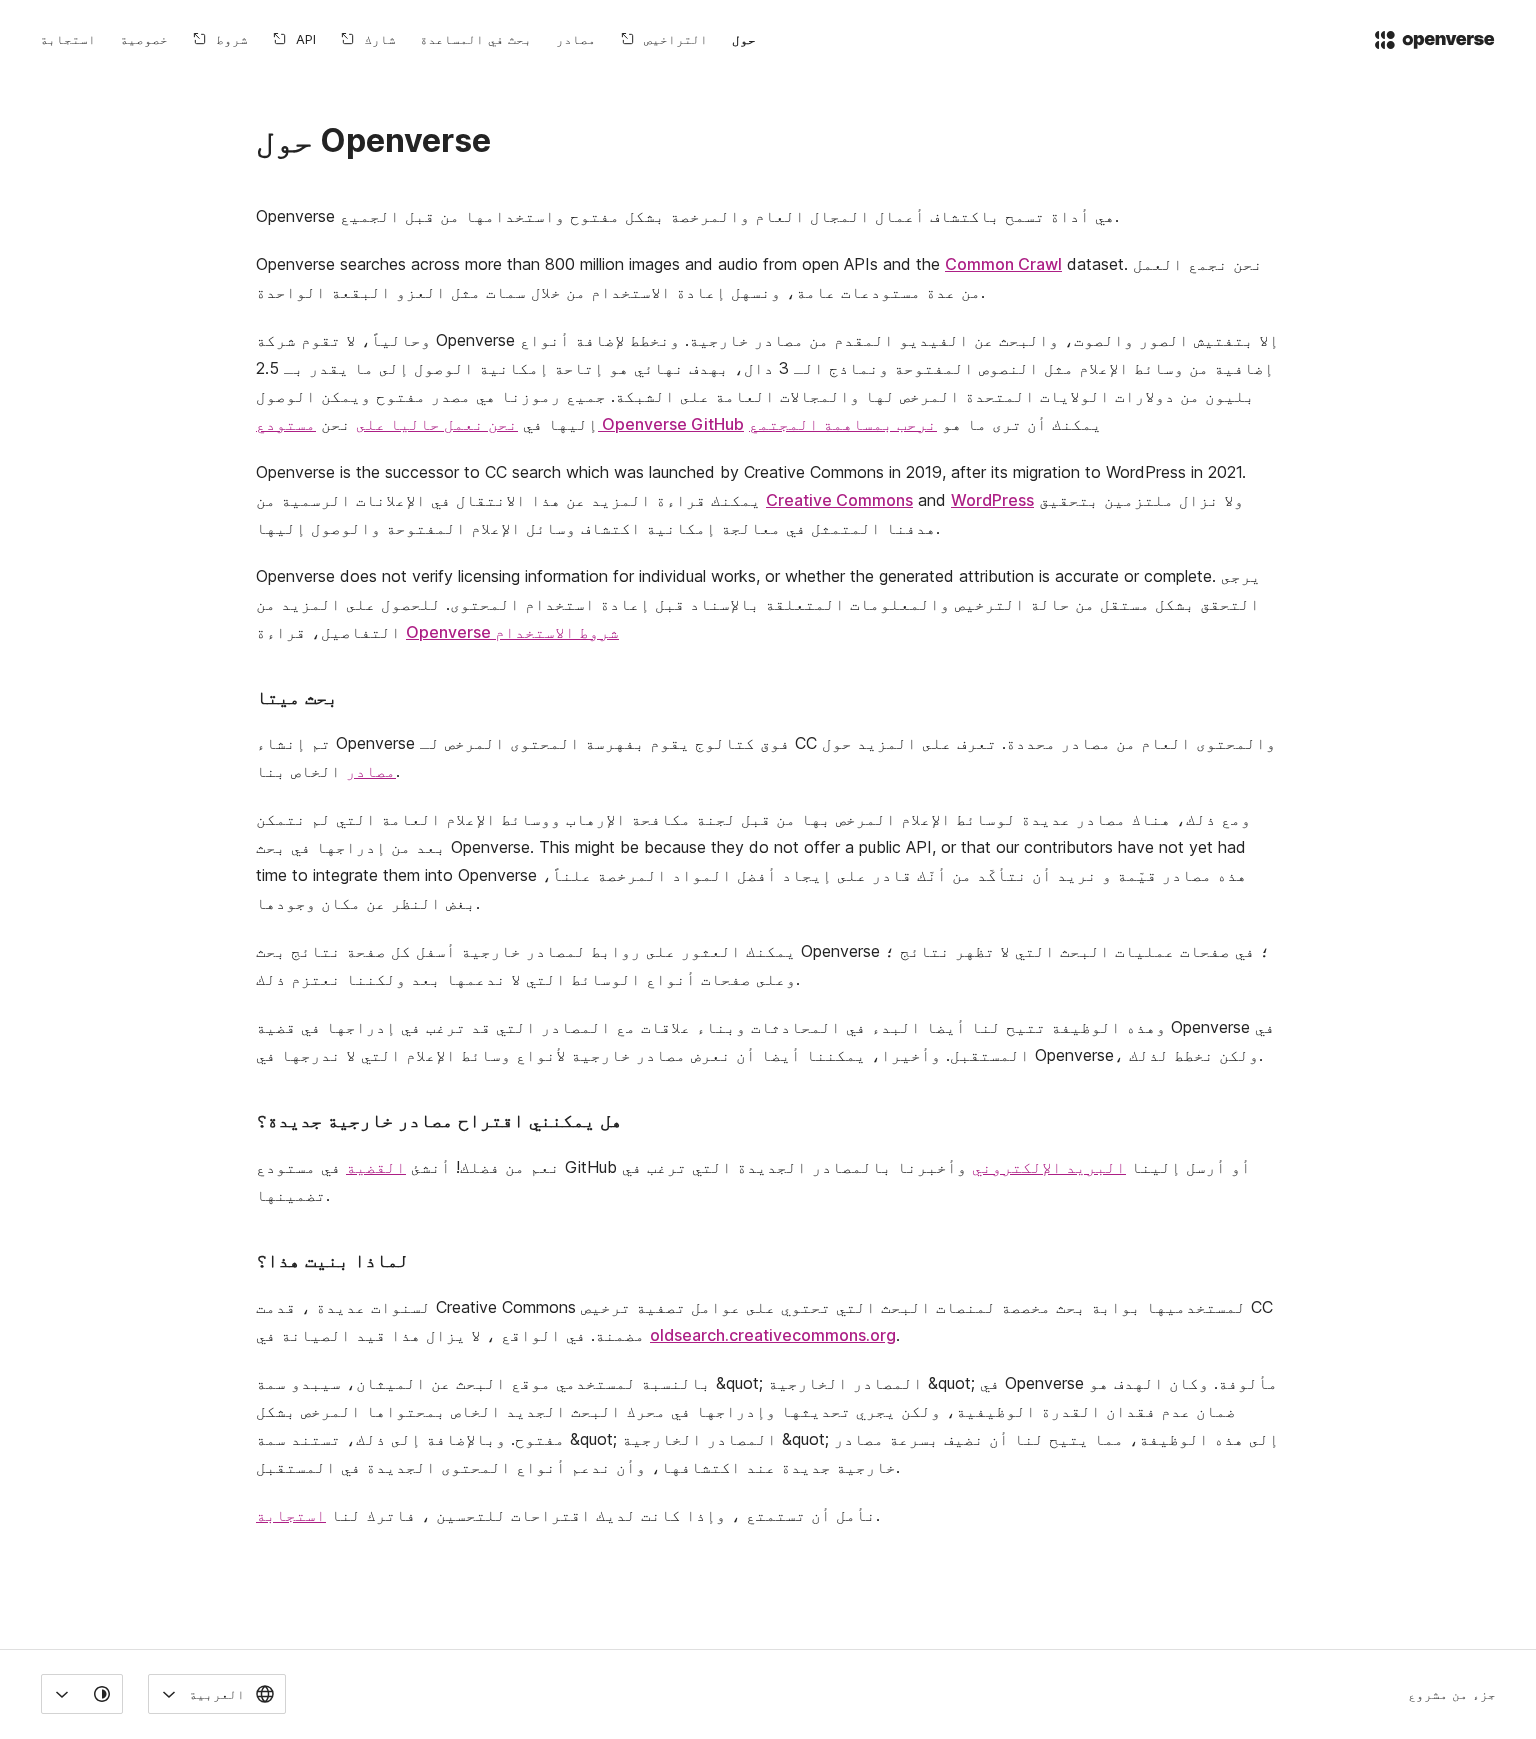 openverse
حول
التراخيص
مصادر
بحث في المساعدة
شارك
API
شروط
خصوصية
استجابة
حول Openverse
Openverse هي أداة تسمح باكتشاف أعمال المجال العام والمرخصة بشكل مفتوح واستخدامها من قبل الجميع.
Openverse searches across more than 800 million images and audio from open APIs and the Common Crawl dataset. نحن نجمع العمل
من عدة مستودعات عامة، ونسهل إعادة الاستخدام من خلال سمات مثل العزو البقعة الواحدة.
وحالياً، لا تقوم شركة Openverse إلا بتفتيش الصور والصوت، والبحث عن الفيديو المقدم من مصادر خارجية. ونخطط لإضافة أنواع
إضافية من وسائط الإعلام مثل النصوص المفتوحة ونماذج الـ 3 دال، بهدف نهائي هو إتاحة إمكانية الوصول إلى ما يقدر بـ 2.5
بليون من دولارات الولايات المتحدة المرخص لها والمجالات العامة على الشبكة. جميع رموزنا هي مصدر مفتوح ويمكن الوصول
إليها في مستودع Openverse GitHub نحن نرحب بمساهمة المجتمع يمكنك أن ترى ما هو نحن نعمل حاليا على
Openverse is the successor to CC search which was launched by Creative Commons in 2019, after its migration to WordPress in 2021.
يمكنك قراءة المزيد عن هذا الانتقال في الإعلانات الرسمية من Creative Commons and WordPress ولا نزال ملتزمين بتحقيق
هدفنا المتمثل في معالجة إمكانية اكتشاف وسائل الإعلام المفتوحة والوصول إليها.
Openverse does not verify licensing information for individual works, or whether the generated attribution is accurate or complete. يرجى
التحقق بشكل مستقل من حالة الترخيص والمعلومات المتعلقة بالإسناد قبل إعادة استخدام المحتوى. للحصول على المزيد من
التفاصيل، قراءة شروط الاستخدام Openverse
بحث ميتا
تم إنشاء Openverse فوق كتالوج يقوم بفهرسة المحتوى المرخص لـ CC والمحتوى العام من مصادر محددة. تعرف على المزيد حول
مصادر الخاص بنا.
ومع ذلك، هناك مصادر عديدة لوسائط الإعلام المرخص بها من قبل لجنة مكافحة الإرهاب ووسائط الإعلام العامة التي لم نتمكن
بعد من إدراجها في بحث Openverse. This might be because they do not offer a public API, or that our contributors have not yet had
time to integrate them into Openverse هذه مصادر قيّمة و نريد أن نتأكّد من أنّك قادر على إيجاد أفضل المواد المرخصة علناً،
بغض النظر عن مكان وجودها.
يمكنك العثور على روابط لمصادر خارجية أسفل كل صفحة نتائج بحث Openverse ؛ في صفحات عمليات البحث التي لا تظهر نتائج ؛
وعلى صفحات أنواع الوسائط التي لا ندعمها بعد ولكننا نعتزم ذلك.
وهذه الوظيفة تتيح لنا أيضا البدء في المحادثات وبناء علاقات مع المصادر التي قد ترغب في إدراجها في قضية Openverse في
المستقبل. وأخيرا، يمكننا أيضا أن نعرض مصادر خارجية لأنواع وسائط الإعلام التي لا ندرجها في Openverse، ولكن نخطط لذلك.
هل يمكنني اقتراح مصادر خارجية جديدة؟
نعم من فضلك! أنشئ القضية في مستودع GitHub أو أرسل إلينا البريد الإلكتروني وأخبرنا بالمصادر الجديدة التي ترغب في
تضمينها.
لماذا بنيت هذا؟
لسنوات عديدة ، قدمت Creative Commons لمستخدميها بوابة بحث مخصصة لمنصات البحث التي تحتوي على عوامل تصفية ترخيص CC
مضمنة. في الواقع ، لا يزال هذا قيد الصيانة في oldsearch.creativecommons.org.
بالنسبة لمستخدمي موقع البحث عن الميثان، سيبدو سمة &quot; المصادر الخارجية &quot; في Openverse مألوفة. وكان الهدف هو
ضمان عدم فقدان القدرة الوظيفية، ولكن يجري تحديثها وإدراجها في محرك البحث الجديد الخاص بمحتواها المرخص بشكل
مفتوح. وبالإضافة إلى ذلك، تستند سمة &quot; المصادر الخارجية &quot; إلى هذه الوظيفة، مما يتيح لنا أن نضيف بسرعة مصادر
خارجية جديدة عند اكتشافها، وأن ندعم أنواع المحتوى الجديدة في المستقبل.
نأمل أن تستمتع ، وإذا كانت لديك اقتراحات للتحسين ، فاترك لنا استجابة.
جزء من مشروع
العربية